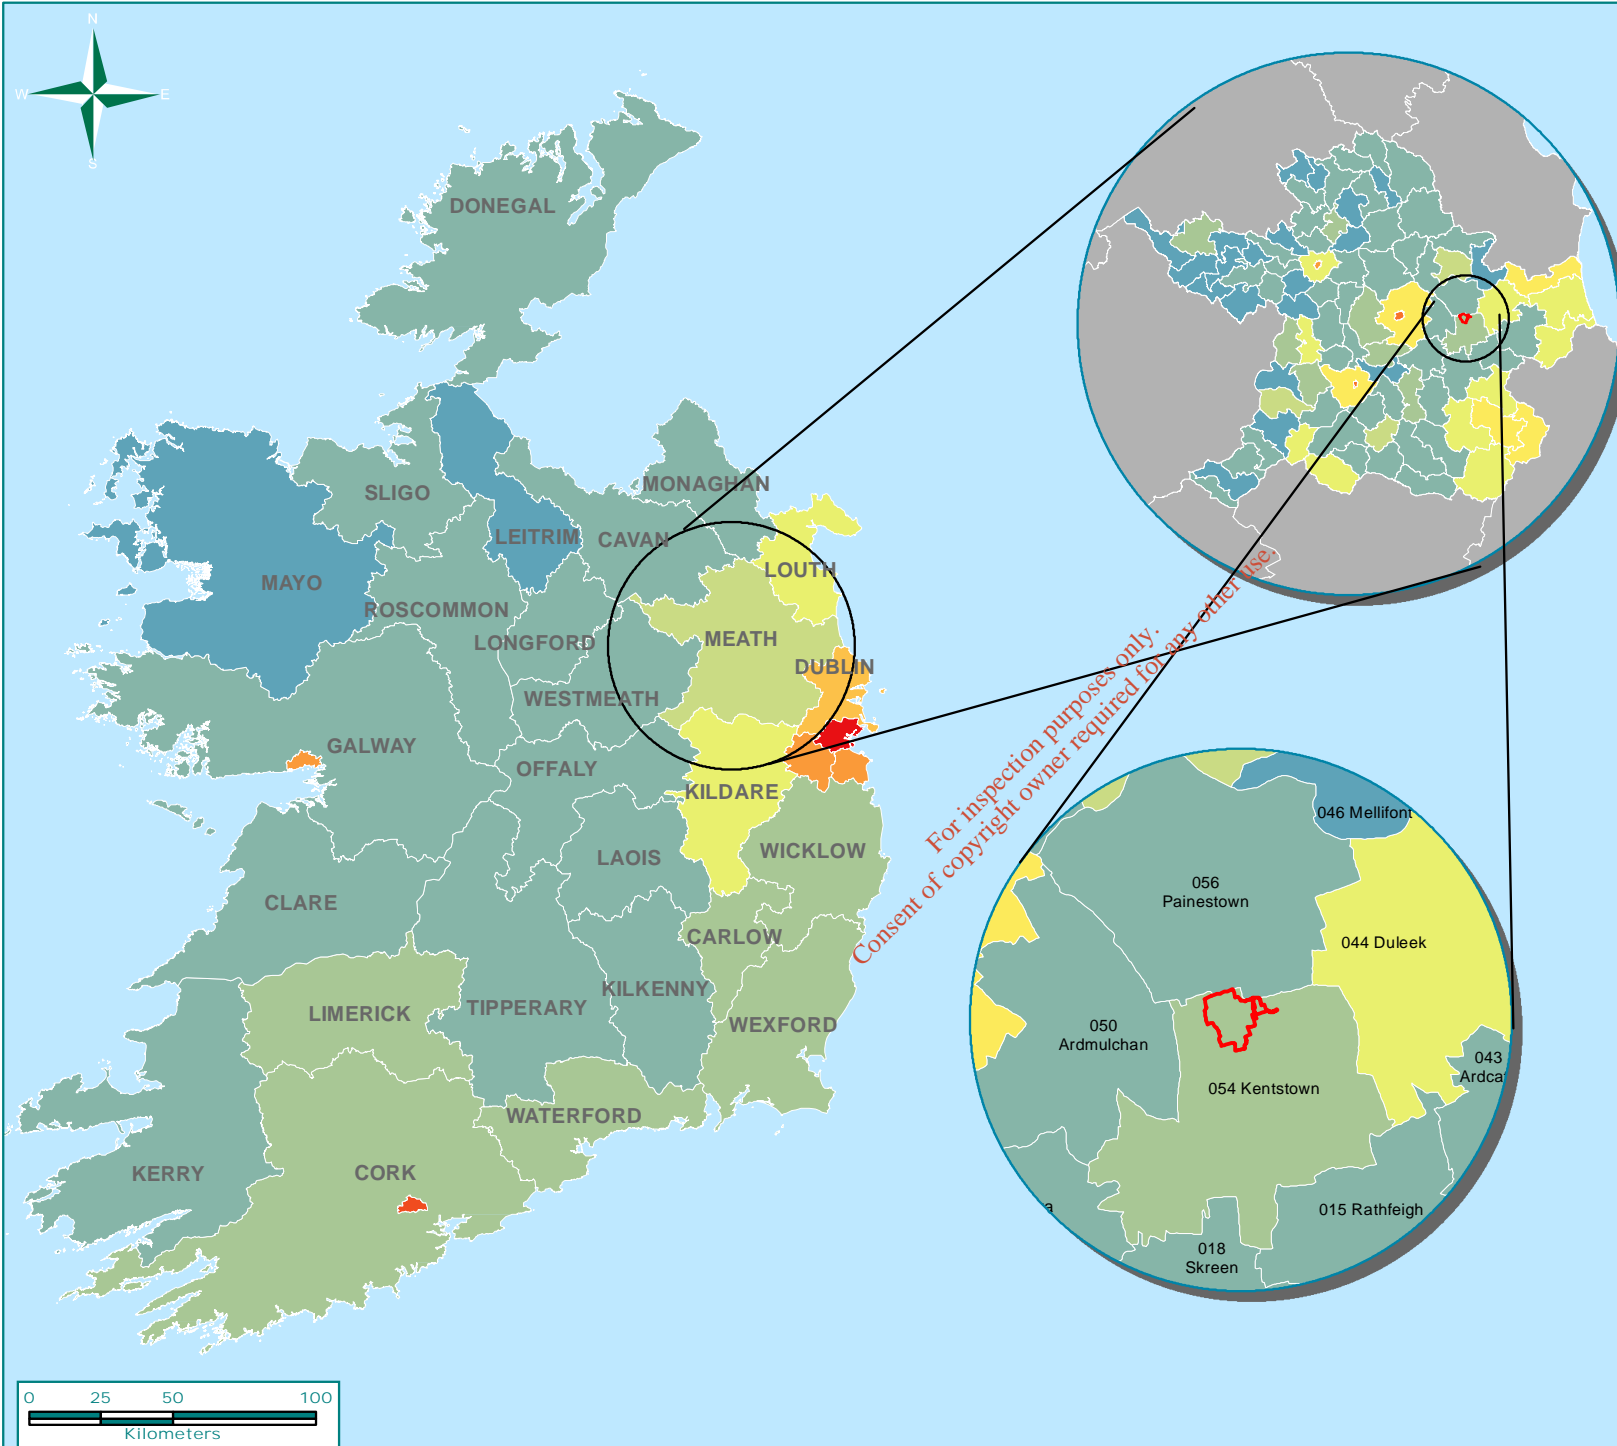 N
W
E
S
DONEGAL
SLIGO
MONAGHAN
LEITRIM
CAVAN
LOUTH
MAYO
ROSCOMMON
LONGFORD
MEATH
DUBLIN
WESTMEATH
GALWAY
OFFALY
KILDARE
LAOIS
WICKLOW
CLARE
CARLOW
KILKENNY
LIMERICK
TIPPERARY
WEXFORD
WATERFORD
KERRY
CORK
For inspection purposes only.
Consent of copyright owner required for any other use.
046 Mellifont
056
Painestown
044 Duleek
050
Ardmulchan
043
Ardca
054 Kentstown
a
015 Rathfeigh
018
Skreen
0 25 50 100
Kilometers